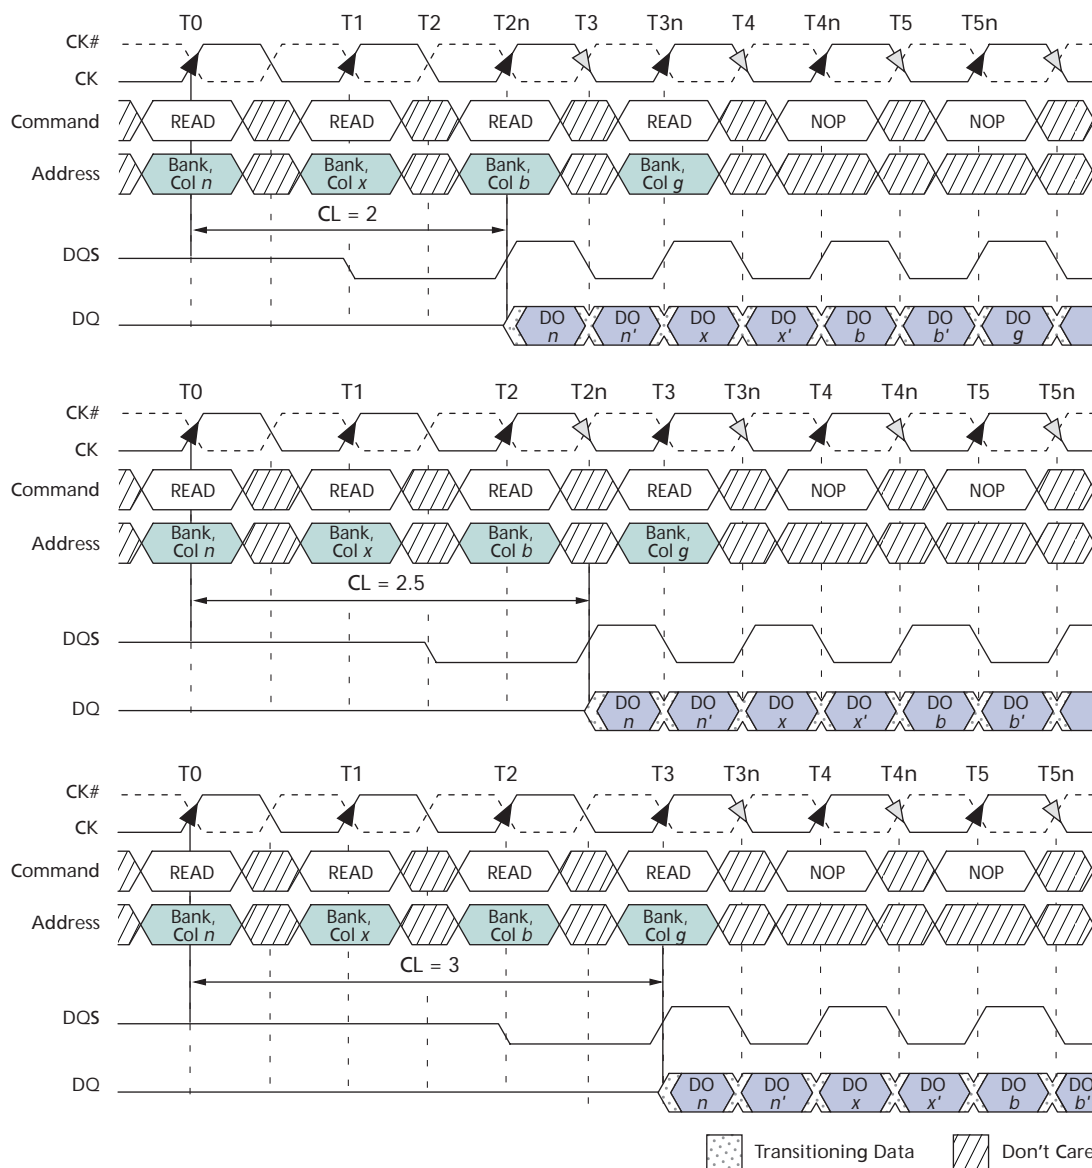 T0 T1 T2 T2n T3 T3n T4 T4n T5 T5n
CK#
CK
Command READ READ READ READ NOP NOP
Address Bank, Col n Bank, Col x Bank, Col b Bank, Col g
CL = 2
DQS
DQ DO n DO n' DO x DO x' DO b DO b' DO g
T0 T1 T2 T2n T3 T3n T4 T4n T5 T5n
CK#
CK
Command READ READ READ READ NOP NOP
Address Bank, Col n Bank, Col x Bank, Col b Bank, Col g
CL = 2.5
DQS
DQ DO n DO n' DO x DO x' DO b DO b'
T0 T1 T2 T3 T3n T4 T4n T5 T5n
CK#
CK
Command READ READ READ READ NOP NOP
Address Bank, Col n Bank, Col x Bank, Col b Bank, Col g
CL = 3
DQS
DQ DO n DO n' DO x DO x' DO b DO b'
Transitioning Data Don't Care